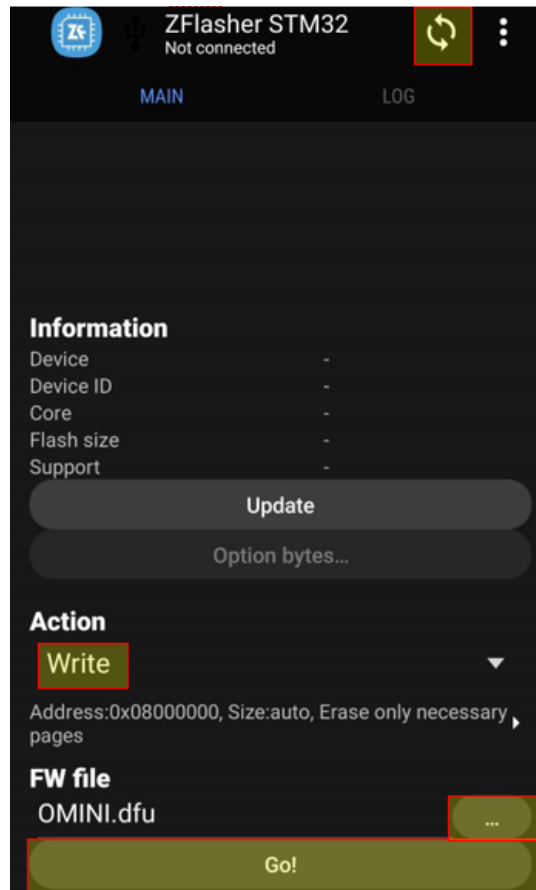 ZF
ZFlasher STM32
Not connected
MAIN LOG
Information
Device -
Device ID -
Core -
Flash size -
Support -
Update
Option bytes...
Action
Write
Address:0x08000000, Size:auto, Erase only necessary
pages
FW file
OMINI.dfu
...
Go!